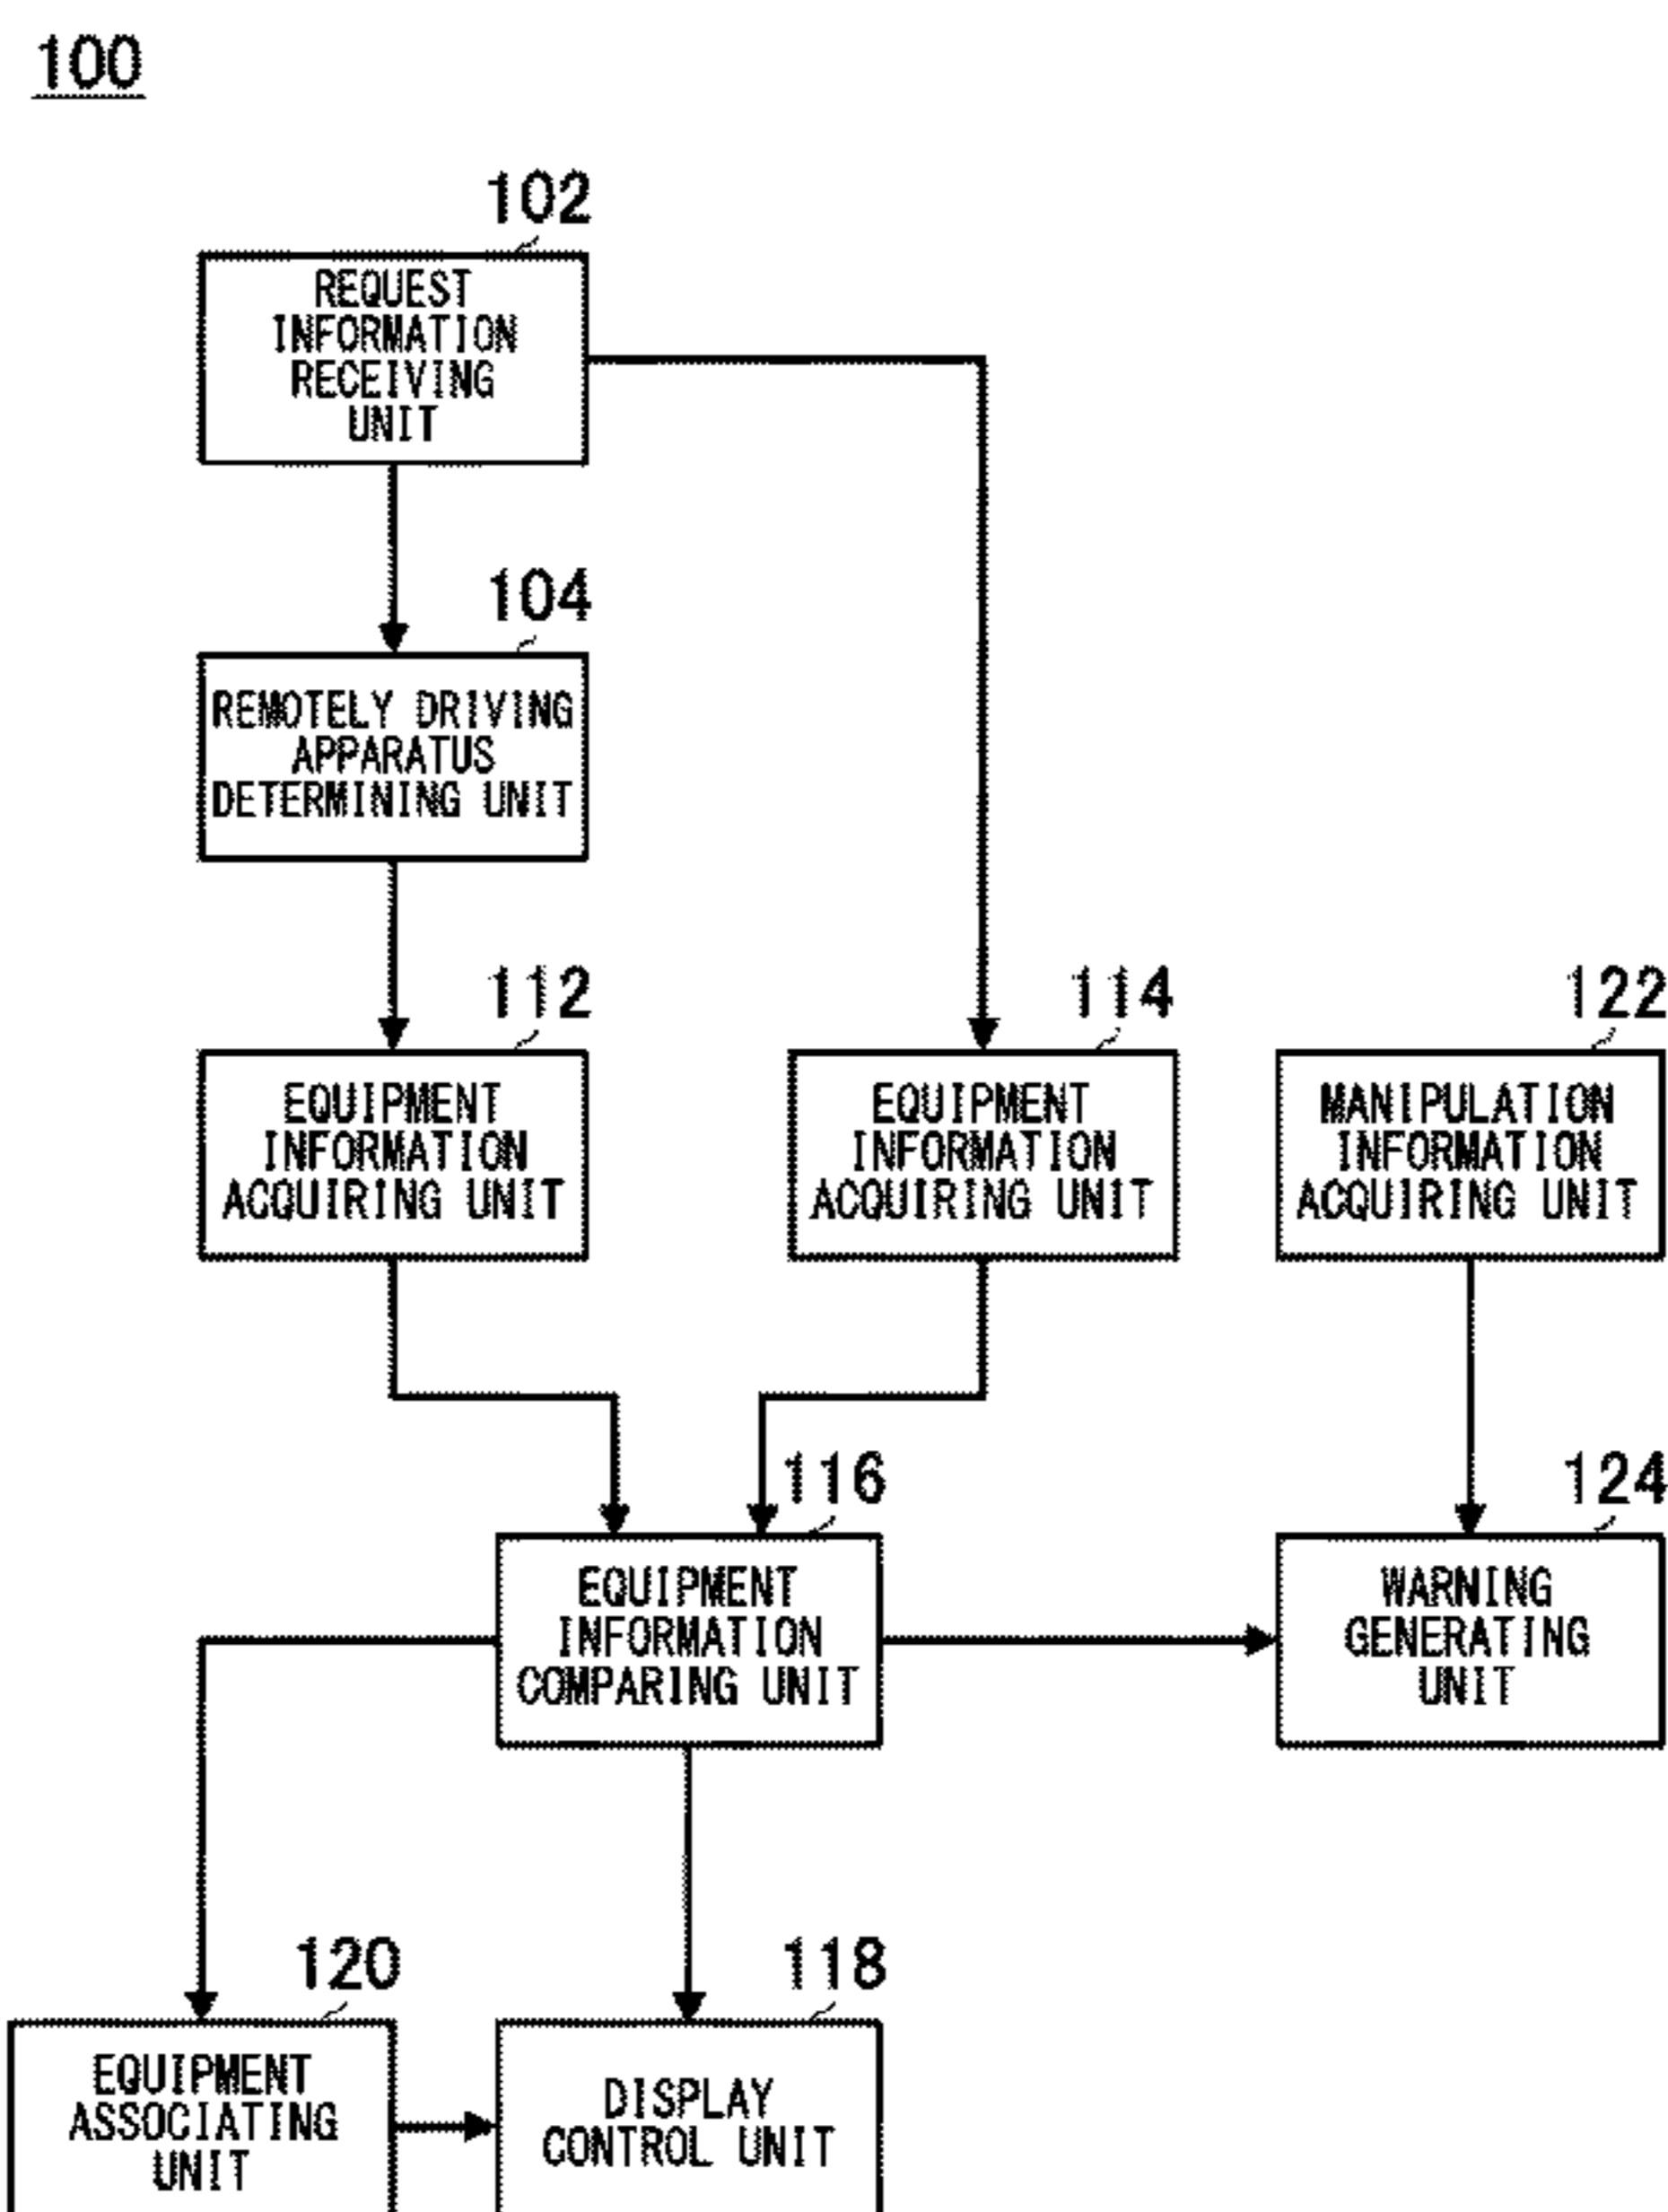 100
102
REQUEST
INFORMATION
RECEIVING
UNIT
104
REMOTELY DRIVING
APPARATUS
DETERMINING UNIT
112
EQUIPMENT
INFORMATION
ACQUIRING UNIT
114
EQUIPMENT
INFORMATION
ACQUIRING UNIT
122
MANIPULATION
INFORMATION
ACQUIRING UNIT
116
EQUIPMENT
INFORMATION
COMPARING UNIT
124
WARNING
GENERATING
UNIT
120
EQUIPMENT
ASSOCIATING
UNIT
118
DISPLAY
CONTROL UNIT